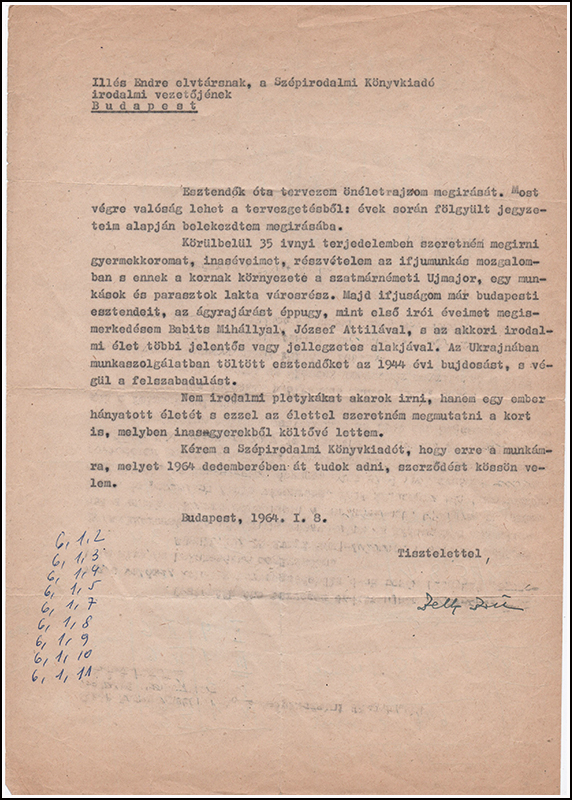 Illés Endre elvtársnak, a Szépirodalmi Könyvkiadó
irodalmi vezetőjének
Budapest
Esztendők óta tervezem önéletrajzom megirását. Most
végre valóság lehet a tervezgetésből: évek során fölgyült jegyze-
teim alapján belekezdtem megirásába.
Körülbelül 35 ivnyi terjedelemben szeretném megirni
gyermekkoromat, inaséveimet, részvételem az ifjumunkás mozgalom-
ban s ennek a kornak környezete a szatmárnémeti Ujmajor, egy mun-
kások és parasztok lakta városrész. Majd ifjuságom már budapesti
esztendeit, az ágyrajárást éppugy, mint első irói éveimet megis-
merkedésem Babits Mihállyal, József Attilával, s az akkori irodal-
mi élet többi jelentős vagy jellegzetes alakjával. Az Ukrajnában
munkaszolgálatban töltött esztendőket az 1944 évi bujdosást, s vé-
gül a felszabadulást.
Nem irodalmi pletykákat akarok irni, hanem egy ember
hányatott életét s ezzel az élettel szeretném megmutatni a kort
is, melyben inasgyerekből költővé lettem.
Kérem a Szépirodalmi Könyvkiadót, hogy erre a munkám-
ra, melyet 1964 dedemberében át tudok adni, szerződést kössön ve-
lem.
Budapest, 1964. I. 8.
Tisztelettel,
6, 1, 2
6, 1, 3
6, 1, 4
6, 1, 5
6, 1, 7
6, 1, 8
6, 1, 9
6, 1, 10
6, 1, 11